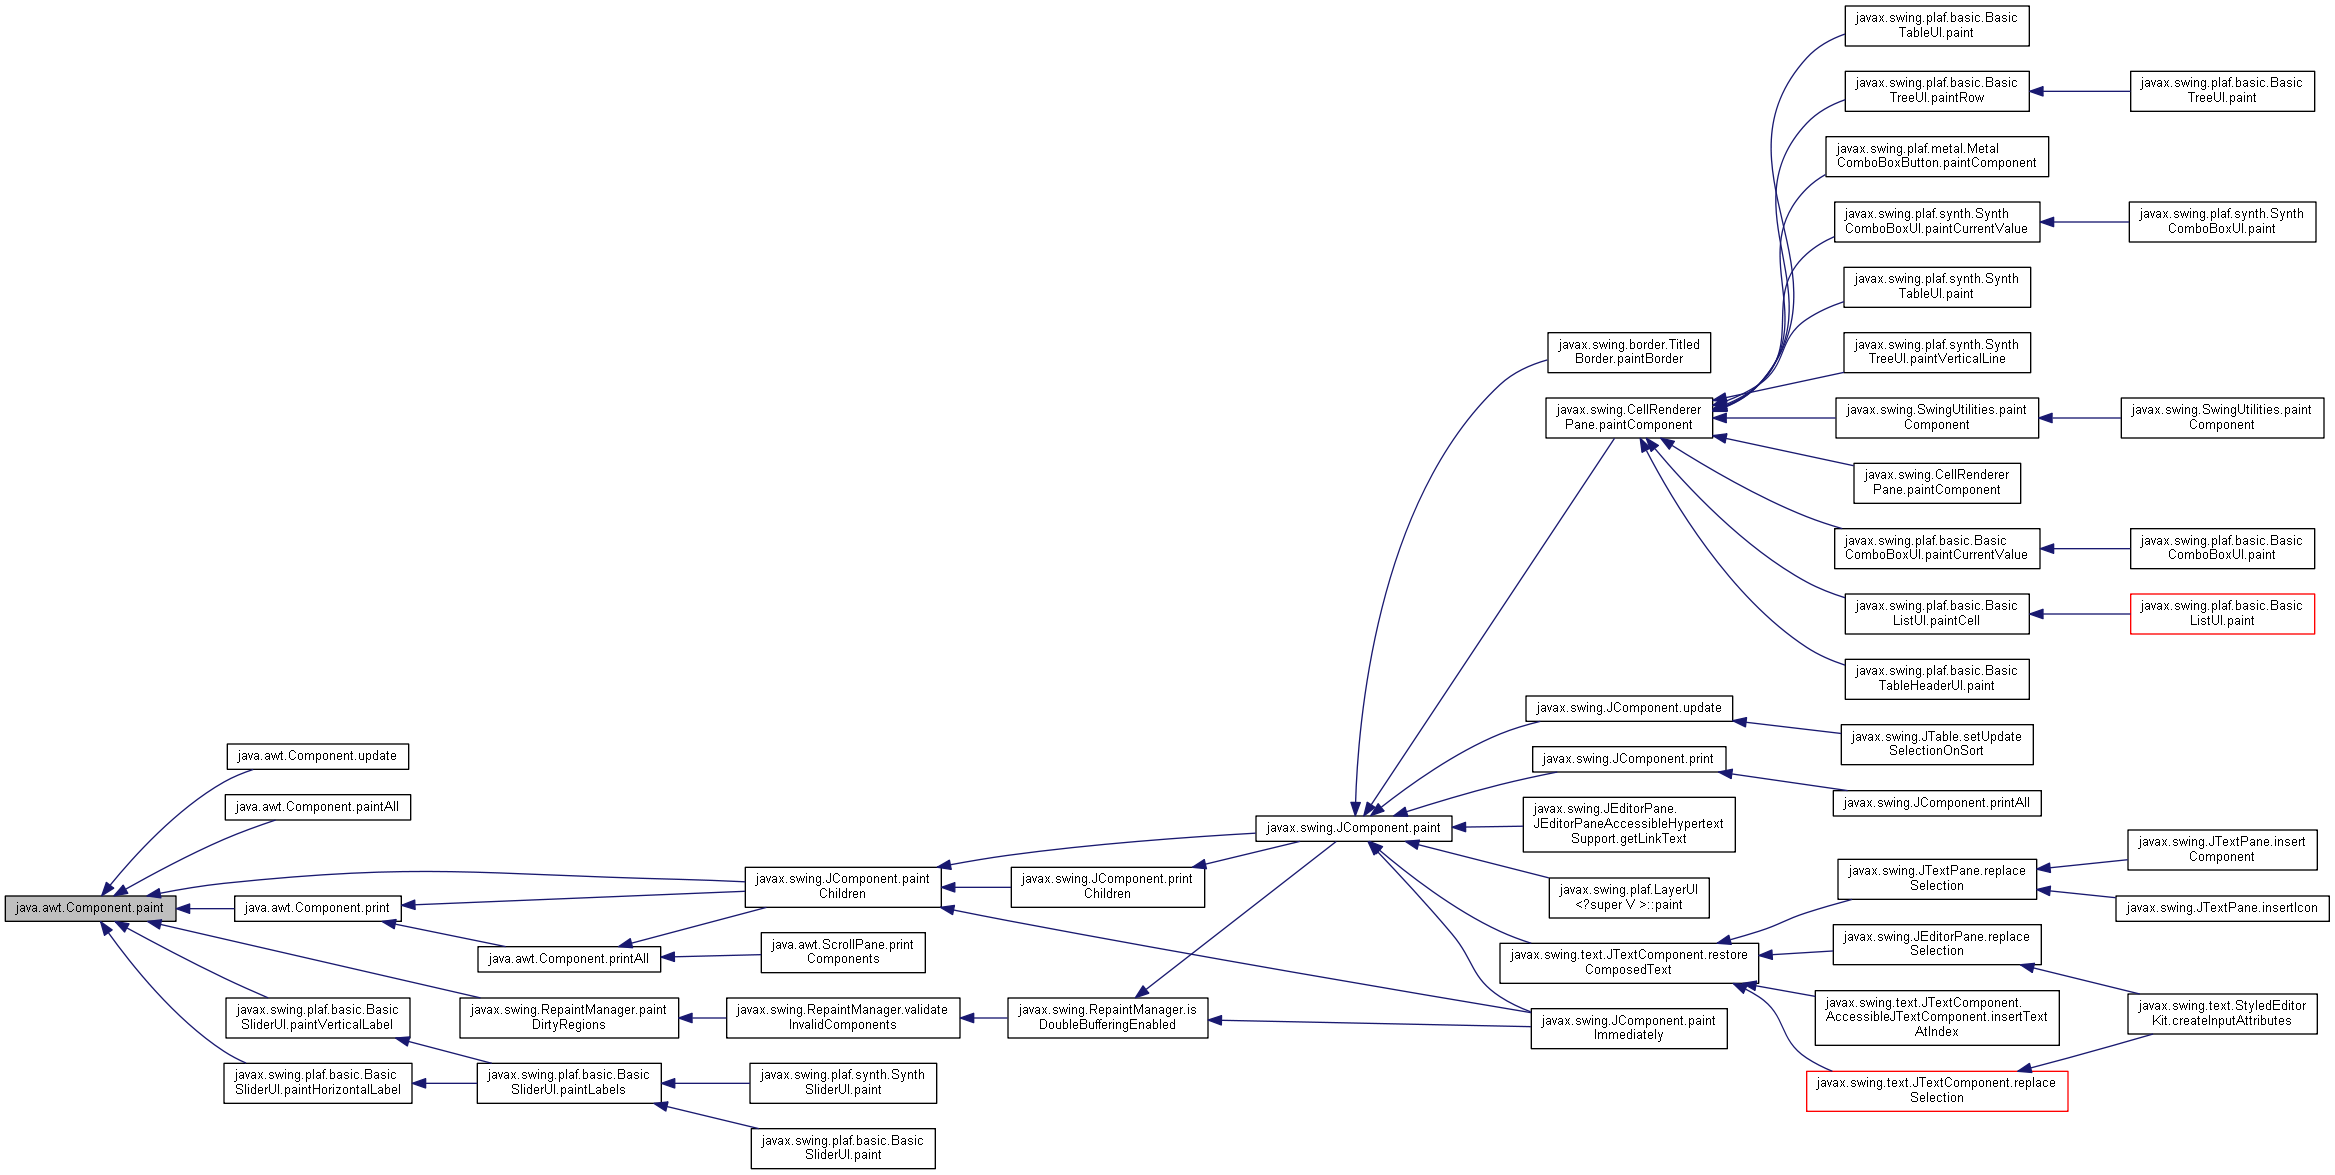 java.awt.Component.paint
java.awt.Component.update
java.awt.Component.paintAll
java.awt.Component.print
javax.swing.plaf.basic.Basic
SliderUI.paintVerticalLabel
javax.swing.plaf.basic.Basic
SliderUI.paintHorizontalLabel
java.awt.Component.printAll
javax.swing.RepaintManager.paint
DirtyRegions
javax.swing.plaf.basic.Basic
SliderUI.paintLabels
javax.swing.JComponent.paint
Children
java.awt.ScrollPane.print
Components
javax.swing.RepaintManager.validate
InvalidComponents
javax.swing.plaf.synth.Synth
SliderUI.paint
javax.swing.plaf.basic.Basic
SliderUI.paint
javax.swing.JComponent.print
Children
javax.swing.RepaintManager.is
DoubleBufferingEnabled
javax.swing.JComponent.paint
javax.swing.border.Titled
Border.paintBorder
javax.swing.CellRenderer
Pane.paintComponent
javax.swing.JComponent.update
javax.swing.JComponent.print
javax.swing.JEditorPane.
JEditorPaneAccessibleHypertext
Support.getLinkText
javax.swing.plaf.LayerUI
<?super V >::paint
javax.swing.text.JTextComponent.restore
ComposedText
javax.swing.JComponent.paint
Immediately
javax.swing.plaf.basic.Basic
TableUI.paint
javax.swing.plaf.basic.Basic
TreeUI.paintRow
javax.swing.plaf.metal.Metal
ComboBoxButton.paintComponent
javax.swing.plaf.synth.Synth
ComboBoxUI.paintCurrentValue
javax.swing.plaf.synth.Synth
TableUI.paint
javax.swing.plaf.synth.Synth
TreeUI.paintVerticalLine
javax.swing.SwingUtilities.paint
Component
javax.swing.CellRenderer
Pane.paintComponent
javax.swing.plaf.basic.Basic
ComboBoxUI.paintCurrentValue
javax.swing.plaf.basic.Basic
ListUI.paintCell
javax.swing.plaf.basic.Basic
TableHeaderUI.paint
javax.swing.JTable.setUpdate
SelectionOnSort
javax.swing.JComponent.printAll
javax.swing.JTextPane.replace
Selection
javax.swing.JEditorPane.replace
Selection
javax.swing.text.JTextComponent.
AccessibleJTextComponent.insertText
AtIndex
javax.swing.text.JTextComponent.replace
Selection
javax.swing.plaf.basic.Basic
TreeUI.paint
javax.swing.plaf.synth.Synth
ComboBoxUI.paint
javax.swing.SwingUtilities.paint
Component
javax.swing.plaf.basic.Basic
ComboBoxUI.paint
javax.swing.plaf.basic.Basic
ListUI.paint
javax.swing.JTextPane.insert
Component
javax.swing.JTextPane.insertIcon
javax.swing.text.StyledEditor
Kit.createInputAttributes